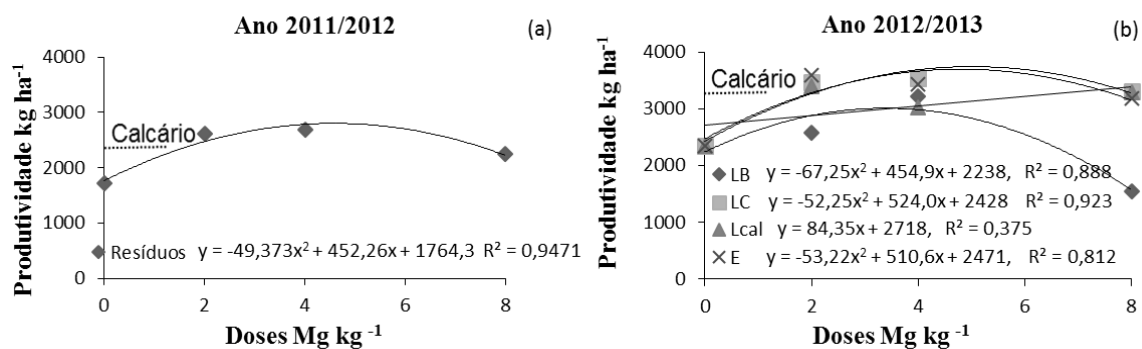 Ano 2011/2012
(a)
Produtividade kg ha⁻¹
4000
3000
2000
1000
0
Calcário
Resíduos y = -49,373x² + 452,26x + 1764,3 R² = 0,9471
0 2 4 6 8
Doses Mg kg ⁻¹
Ano 2012/2013
(b)
Produtividade kg ha⁻¹
4000
3000
2000
1000
0
Calcário
LB y = -67,25x² + 454,9x + 2238, R² = 0,888
LC y = -52,25x² + 524,0x + 2428 R² = 0,923
Lcal y = 84,35x + 2718, R² = 0,375
E y = -53,22x² + 510,6x + 2471, R² = 0,812
0 2 4 6 8
Doses Mg kg ⁻¹